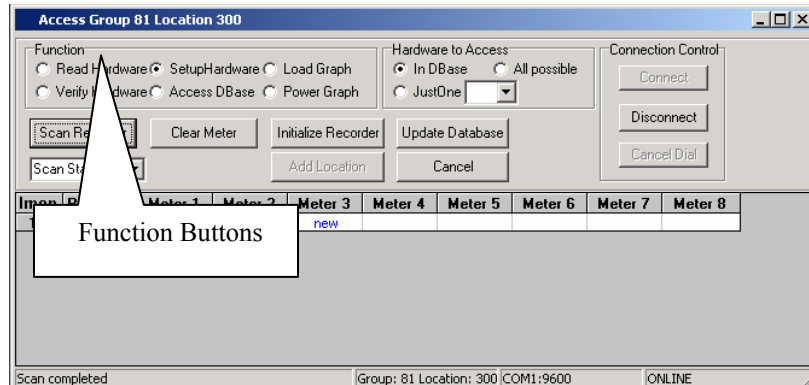 Access Group 81 Location 300
Function
Hardware to Access
Connection Control
Read Hardware SetupHardware Load Graph
In DBase All possible
Connect
Verify Hardware Access DBase Power Graph
JustOne
Disconnect
Scan Clear Meter Initialize Recorder Update Database
Cancel Dial
Scan Add Location Cancel
Meter 1 Meter 2 Meter 3 Meter 4 Meter 5 Meter 6 Meter 7 Meter 8
new
Function Buttons
Scan completed Group: 81 Location: 300 COM1:9600 ONLINE